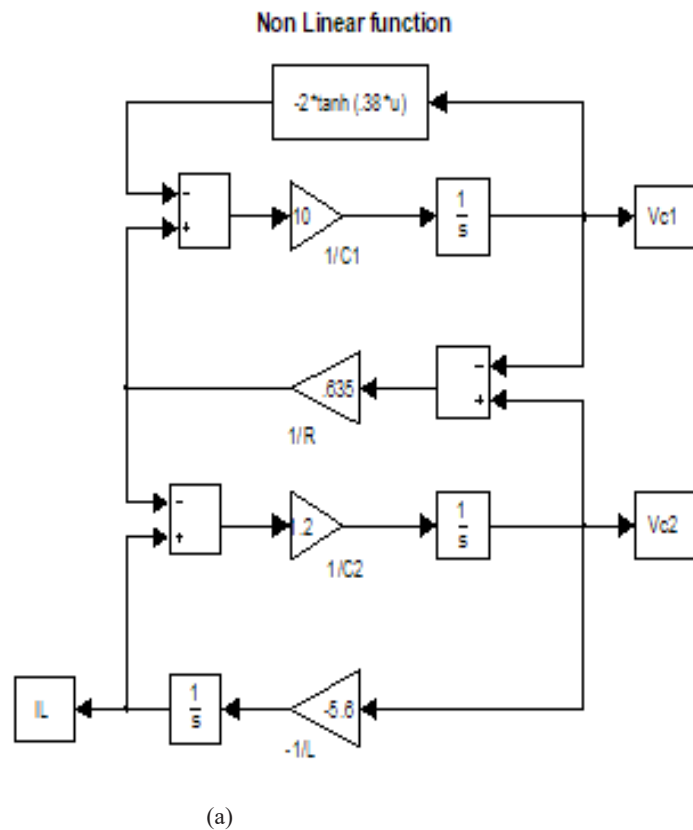 Non Linear function
-2*tanh (.38*u)
-
+
10
1/C1
1
s
Vc1
-
+
.635
1/R
-
+
1.2
1/C2
1
s
Vc2
IL
1
s
-5.6
-1/L
(a)